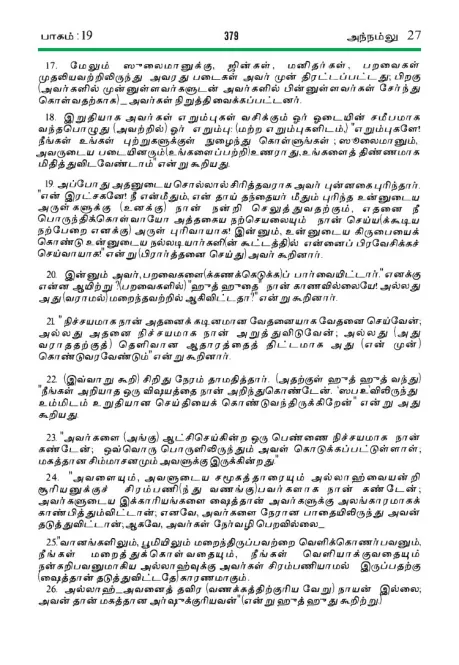 பாகம் : 19 379 அந்நம்லு 27
17. மேலும் ஸுலைமானுக்கு, ஜின்கள், மனிதர்கள், பறவைகள்
முதலியவற்றிலிருந்து அவரது படைகள் அவர் முன் திரட்டப்பட்டது; பிறகு
(அவர்களில் முன்னுள்ளவர்களுடன் அவர்களில் பின்னுள்ளவர்கள் சேர்ந்து
கொள்வதற்காக)_ அவர்கள் நிறுத்தி வைக்கப்பட்டனர்.
18. இறுதியாக அவர்கள் எறும்புகள் வசிக்கும் ஓர் ஓடையின் சமீபமாக
வந்தபொழுது (அவற்றில்) ஓர் எறும்பு: (மற்ற எறும்புகளிடம்,) "எறும்புகளே!
நீங்கள் உங்கள் புற்றுகளுக்குள் நுழைந்து கொள்ளுங்கள் ; ஸுலைமானும்,
அவருடைய படையினரும் (உங்களைப்பற்றி) உணராது, உங்களைத் திண்ணமாக
மிதித்துவிட வேண்டாம்" என்று கூறியது.
19. அப்போது அதனுடைய சொல்லால் சிரித்தவராக அவர் புன்னகை புரிந்தார்.
"என் இரட்சகனே! நீ என்மீதும், என் தாய் தந்தையர் மீதும் புரிந்த உன்னுடைய
அருள்களுக்கு (உனக்கு) நான் நன்றி செலுத்துவதற்கும், எதனை நீ
பொருந்திக்கொள்வாயோ அத்தகைய நற்செயலையும் நான் செய்ய(க்கூடிய
நற்பேறை எனக்கு) அருள் புரிவாயாக! இன்னும், உன்னுடைய கிருபையைக்
கொண்டு உன்னுடைய நல்லடியார்களி(ன் கூட்டத்தி)ல் என்னைப் பிரவேசிக்கச்
செய்வாயாக! என்று (பிரார்த்தனை செய்து) அவர் கூறினார்.
20. இன்னும் அவர், பறவைகளை(க்கணக்கெடுக்க)ப் பார்வையிட்டார்." எனக்கு
என்ன ஆயிற்று? (பறவைகளில்) "ஹுத் ஹுதை" நான் காணவில்லையே! அல்லது
அது (வராமல்) மறைந்தவற்றில் ஆகிவிட்டதா?" என்று கூறினார்.
21. "நிச்சயமாக நான் அதனைக் கடினமான வேதனையாக வேதனை செய்வேன்;
அல்லது அதனை நிச்சயமாக நான் அறுத்துவிடுவேன்; அல்லது (அது
வராததற்குத்) தெளிவான ஆதாரத்தைத் திட்டமாக அது (என் முன்)
கொண்டுவரவேண்டும்" என்று கூறினார்.
22. (இவ்வாறு கூறி) சிறிது நேரம் தாமதித்தார். (அதற்குள் ஹுத் ஹுத் வந்து)
"நீங்கள் அறியாத ஒரு விஷயத்தை நான் அறிந்துகொண்டேன். 'ஸபஉவிலிருந்து
உம்மிடம் உறுதியான செய்தியைக் கொண்டுவந்திருக்கிறேன்" என்று அது
கூறியது.
23. "அவர்களை (அங்கு) ஆட்சிசெய்கின்ற ஒரு பெண்ணை நிச்சயமாக நான்
கண்டேன்; ஒவ்வொரு பொருளிலிருந்தும் அவள் கொடுக்கப்பட்டுள்ளாள்;
மகத்தான சிம்மாசனமும் அவளுக்கு இருக்கின்றது."
24. "அவளையும், அவளுடைய சமூகத்தாரையும் அல்லாஹ்வையன்றி
சூரியனுக்குச் சிரம்பணி(ந்து வணங்கு)பவர்களாக நான் கண்டேன்;
அவர்களுடைய இக்காரியங்களை ஷைத்தான் அவர்களுக்கு அலங்காரமாகக்
காண்பித்தும்விட்டான்; எனவே, அவர்களை நேரான பாதையிலிருந்து அவன்
தடுத்துவிட்டான்; ஆகவே, அவர்கள் நேர்வழி பெறவில்லை_
25."வானங்களிலும், பூமியிலும் மறைந்திருப்பவற்றை வெளிக்கொணர்பவனும்,
நீங்கள் மறைத்துக்கொள்வதையும், நீங்கள் வெளியாக்குவதையும்
நன்கறிபவனுமாகிய அல்லாஹ்வுக்கு அவர்கள் சிரம்பணியாமல் இருப்பதற்கு
(ஷைத்தான் தடுத்துவிட்டதே) காரணமாகும்.
26. அல்லாஹ்_அவனைத் தவிர (வணக்கத்திற்குரிய வேறு) நாயன் இல்லை;
அவன் தான் மகத்தான அர்ஷுக்குரியவன்" (என்று ஹுத் ஹுது கூறிற்று.)